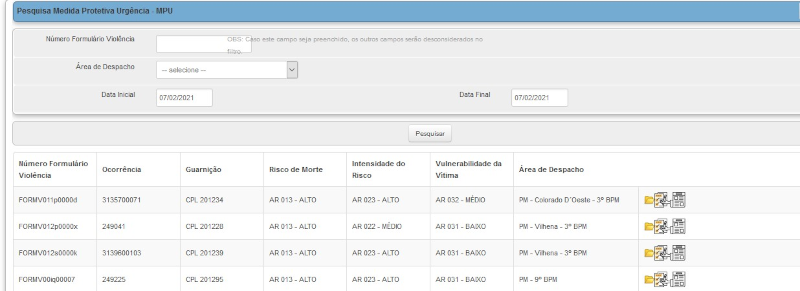 Pesquisa Medida Protetiva Urgência - MPU
Número Formulário Violência
OBS: Caso este campo seja preenchido, os outros campos serão desconsiderados no
filtro.
Área de Despacho
--- selecione ---
Data Inicial 07/02/2021 Data Final 07/02/2021
Pesquisar
Número Formulário Violência Ocorrência Guarnição Risco de Morte Intensidade do Risco Vulnerabilidade da Vítima Área de Despacho
FORMV011p0000d 3135700071 CPL 201234 AR 013 - ALTO AR 023 - ALTO AR 032 - MÉDIO PM - Colorado D´Oeste - 3º BPM
FORMV012p0000x 249041 CPL 201228 AR 013 - ALTO AR 022 - MÉDIO AR 031 - BAIXO PM - Vilhena - 3º BPM
FORMV012s0000k 3139600103 CPL 201239 AR 013 - ALTO AR 023 - ALTO AR 031 - BAIXO PM - Vilhena - 3º BPM
FORMV00iq00007 249225 CPL 201295 AR 013 - ALTO AR 023 - ALTO AR 031 - BAIXO PM - 9º BPM